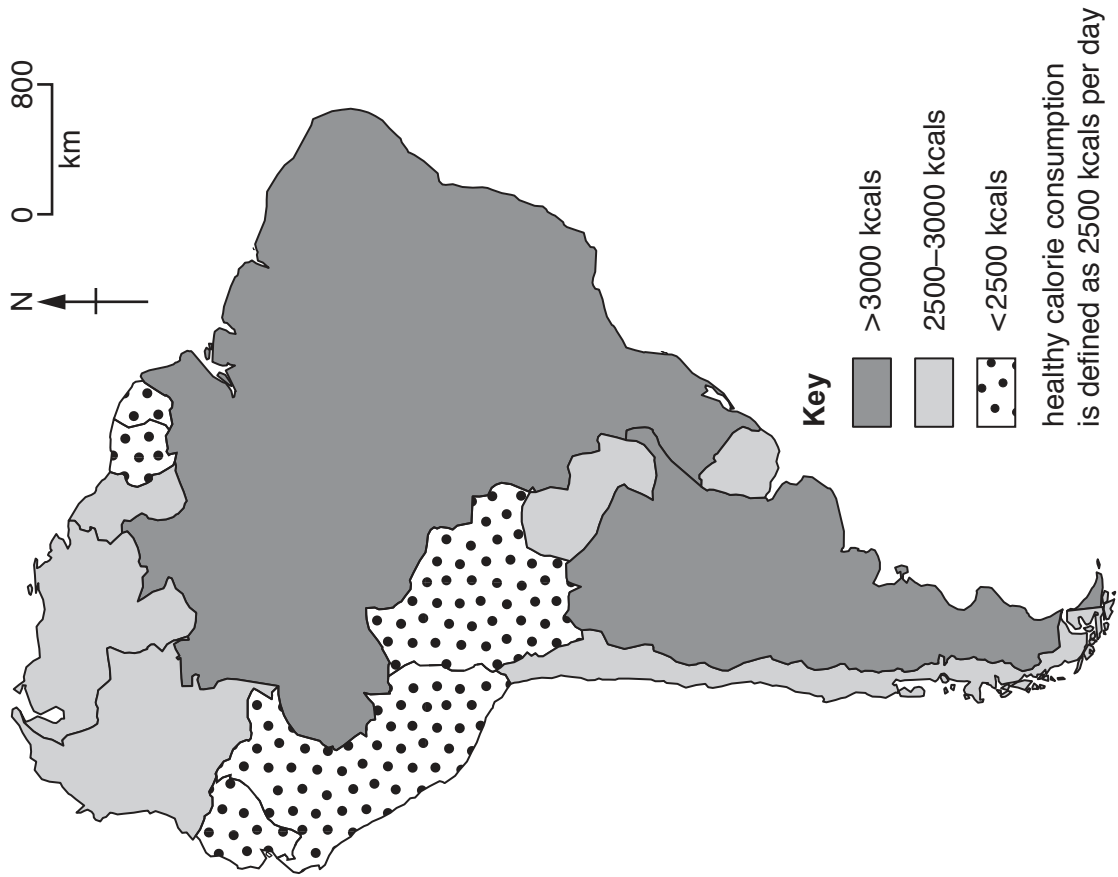 N
0 800
km
Key
>3000 kcals
2500–3000 kcals
<2500 kcals
healthy calorie consumption
is defined as 2500 kcals per day